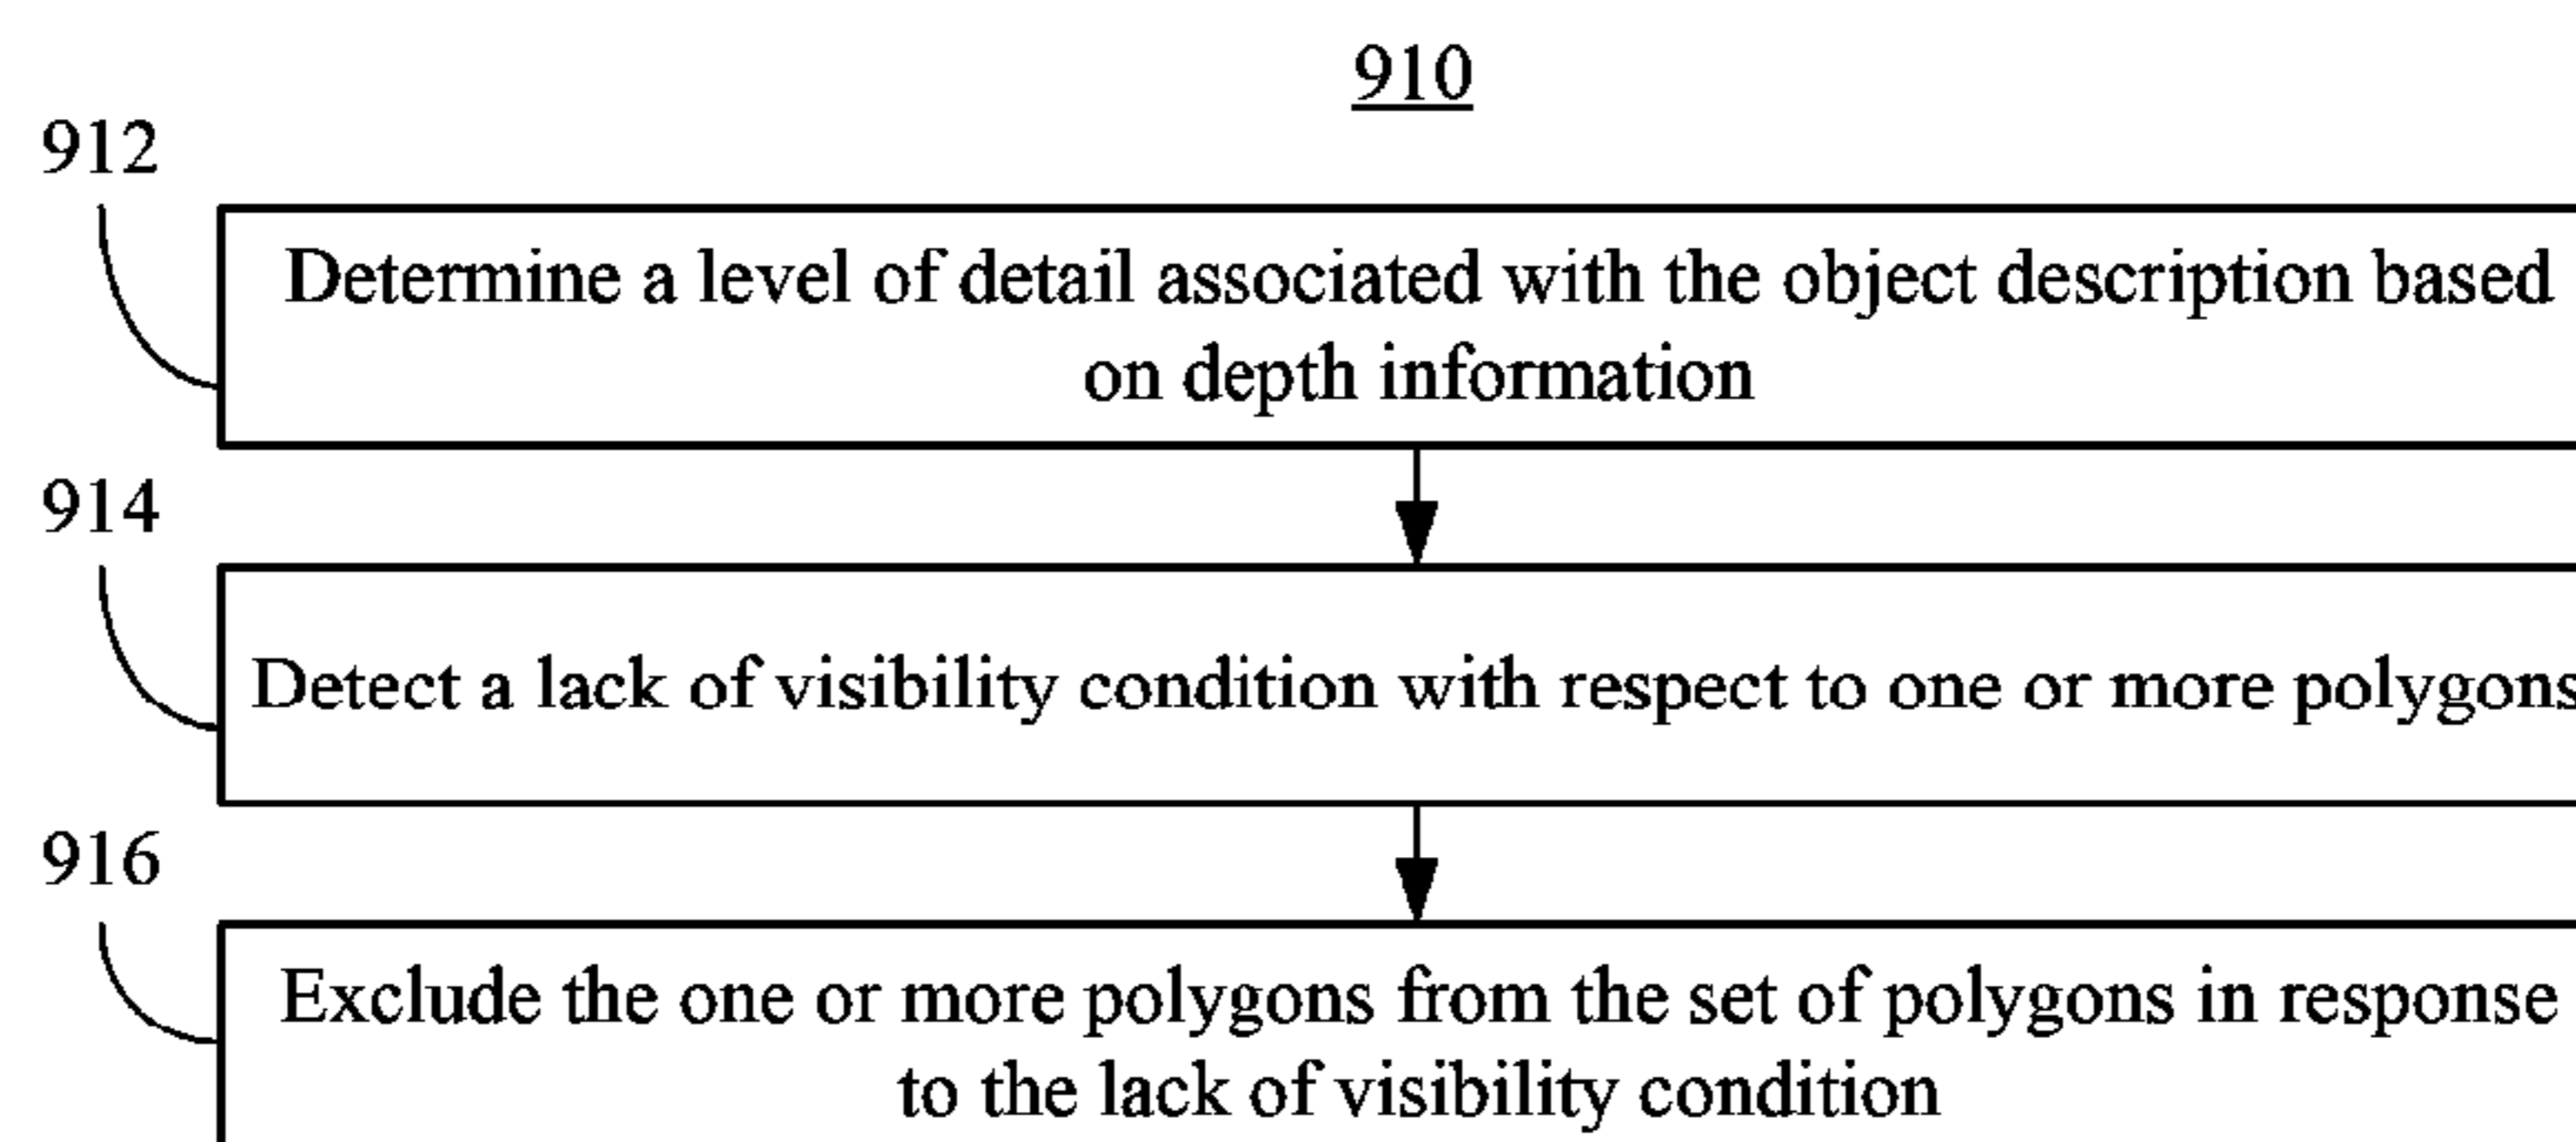 910
912
Determine a level of detail associated with the object description based
on depth information
914
Detect a lack of visibility condition with respect to one or more polygons
916
Exclude the one or more polygons from the set of polygons in response
to the lack of visibility condition